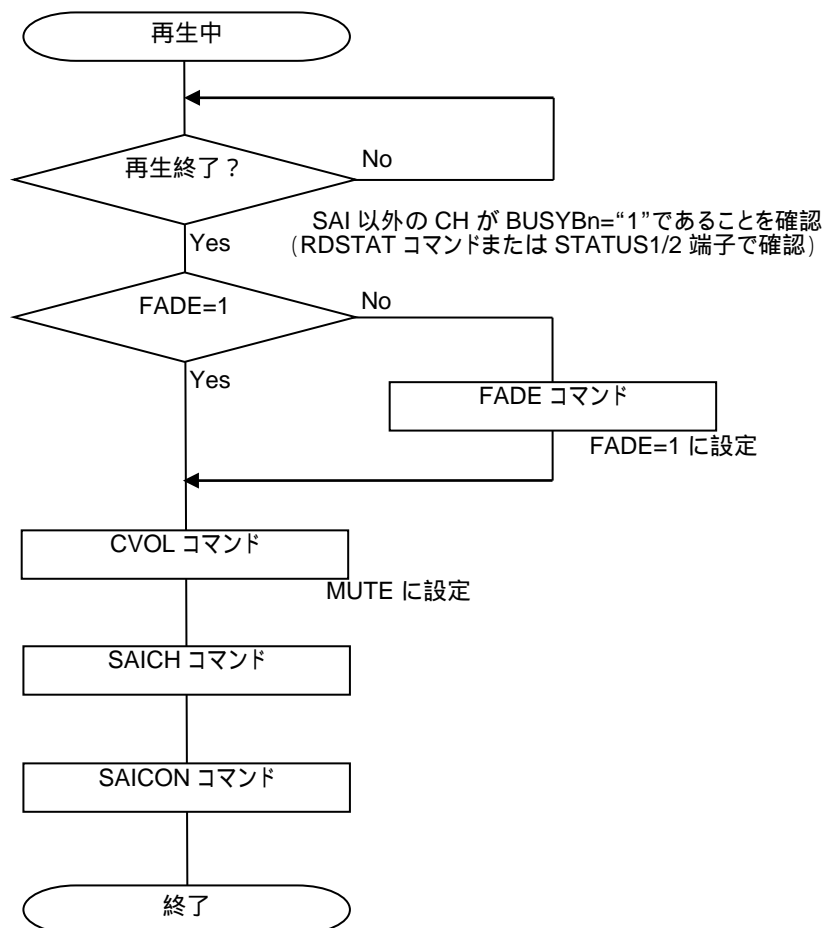 再生中
再生終了？
No
SAI 以外の CH が BUSYBn=“1”であることを確認
（RDSTAT コマンドまたは STATUS1/2 端子で確認）
Yes
FADE=1
No
Yes
FADE コマンド
FADE=1 に設定
CVOL コマンド
MUTE に設定
SAICH コマンド
SAICON コマンド
終了